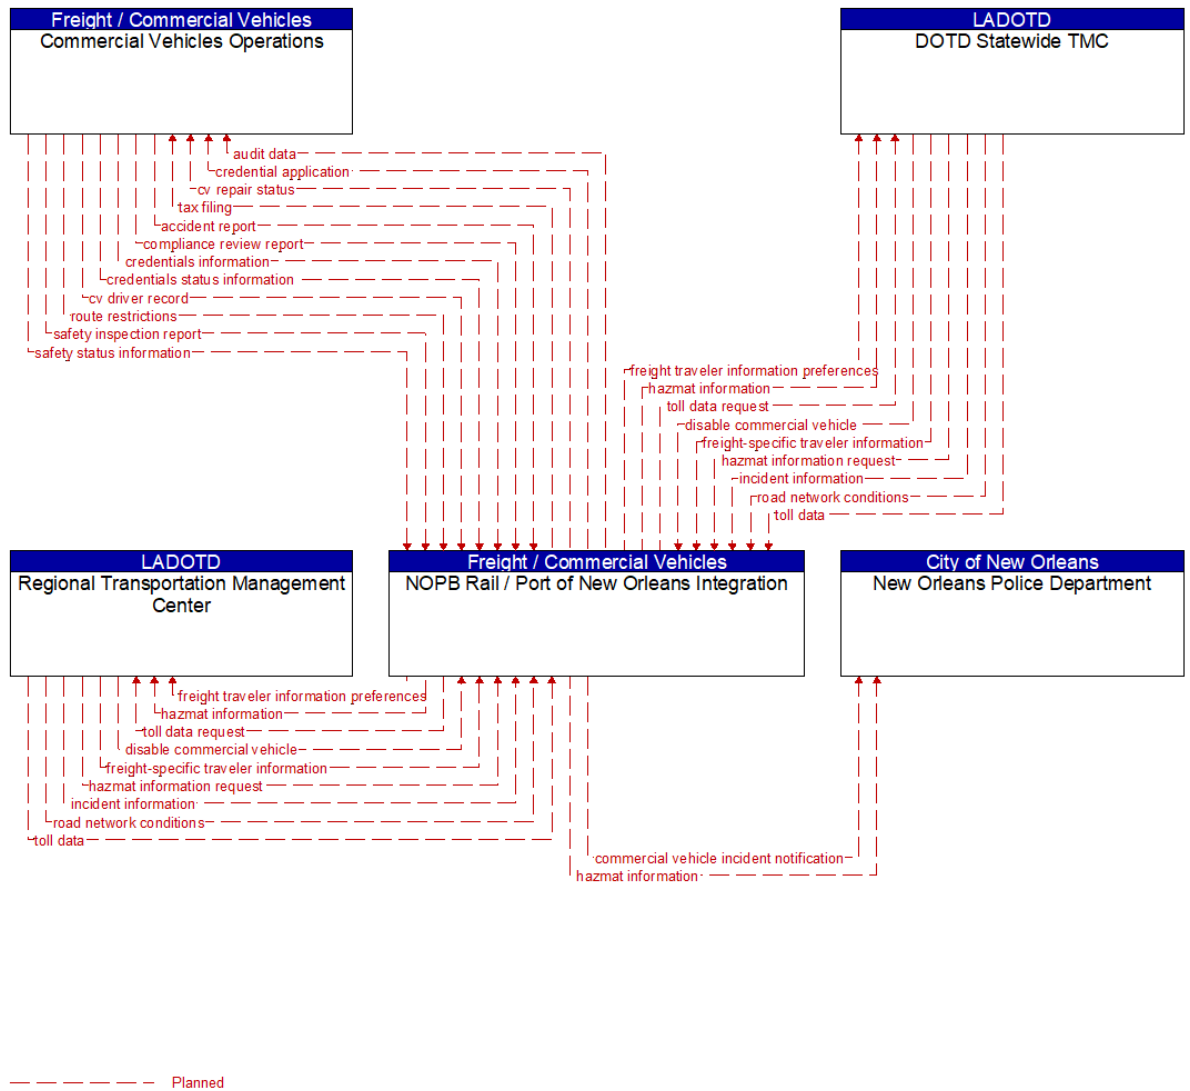 Freight / Commercial Vehicles
Commercial Vehicles Operations
LADOTD
DOTD Statewide TMC
audit data
credential application
cv repair status
tax filing
accident report
compliance review report
credentials information
credentials status information
cv driver record
route restrictions
safety inspection report
safety status information
freight traveler information preferences
hazmat information
toll data request
disable commercial vehicle
freight-specific traveler information
hazmat information request
incident information
road network conditions
toll data
LADOTD
Regional Transportation Management
Center
Freight / Commercial Vehicles
NOPB Rail / Port of New Orleans Integration
City of New Orleans
New Orleans Police Department
freight traveler information preferences
hazmat information
toll data request
disable commercial vehicle
freight-specific traveler information
hazmat information request
incident information
road network conditions
toll data
commercial vehicle incident notification
hazmat information
Planned